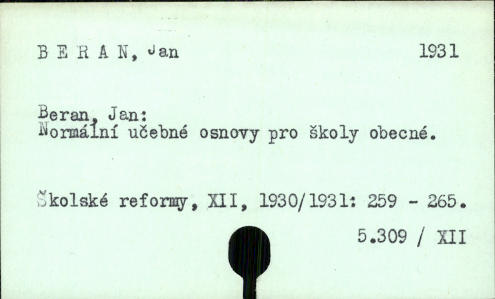 B E R A N, Jan 1931
Beran, Jan:
Normální učebné osnovy pro školy obecné.
Školské reformy, XII, 1930/1931: 259 - 265.
5.309 / XII